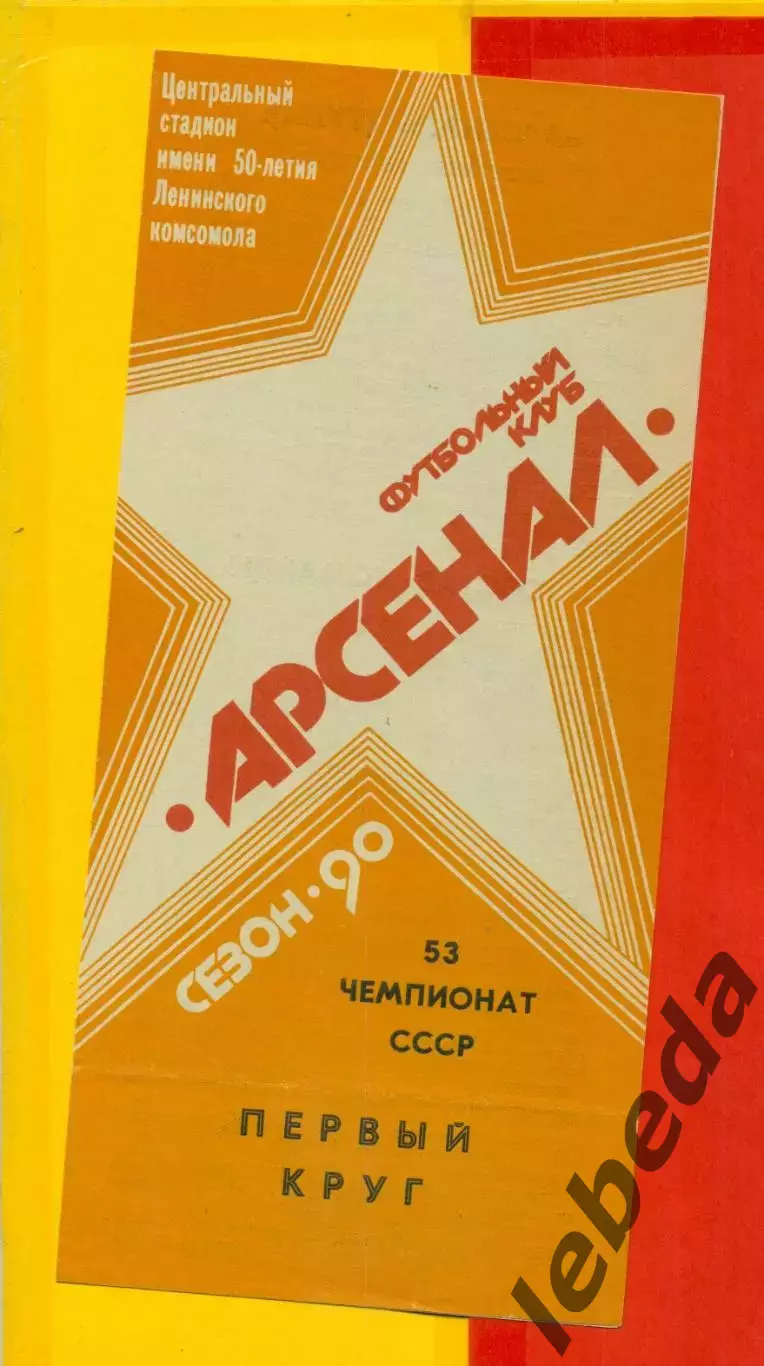 Центральный
стадион
имени 50-летия
Ленинского
комсомола
ФУТБОЛЬНЫЙ
КЛУБ
•АРСЕНАЛ•
СЕЗОН•90
53
ЧЕМПИОНАТ
СССР
ПЕРВЫЙ
КРУГ
lebeda